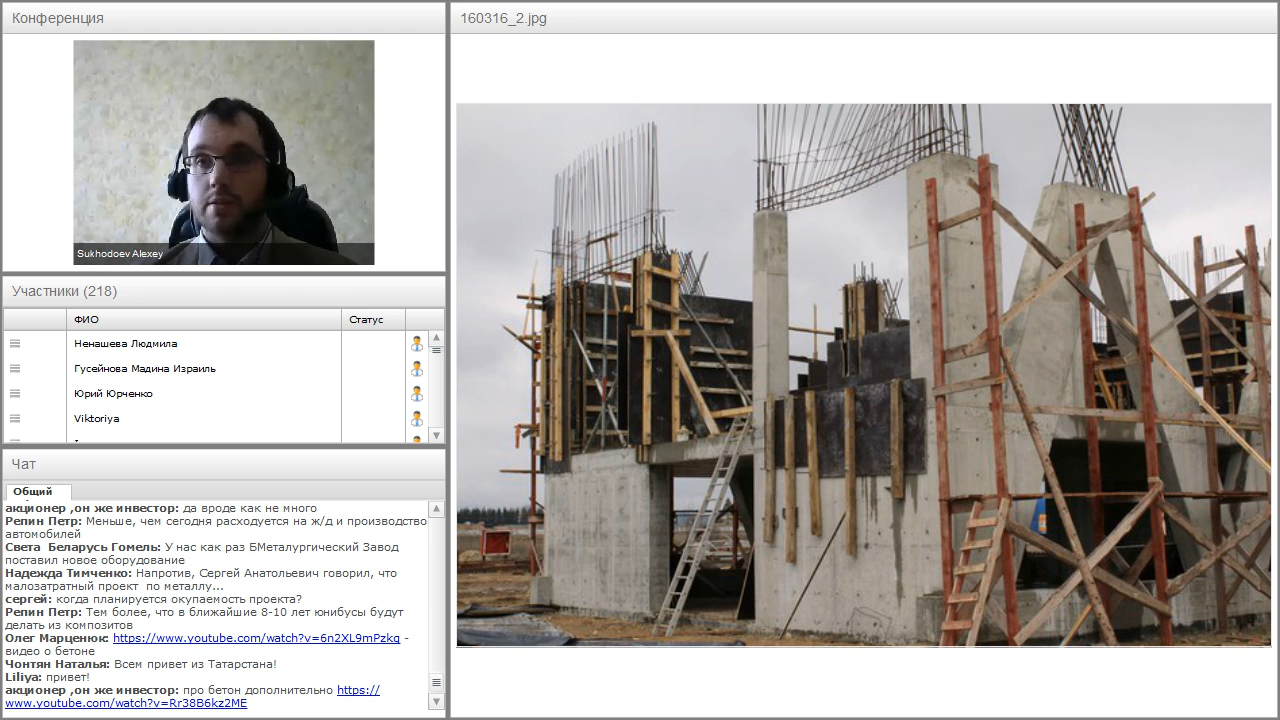 Конференция
Sukhodoev Alexey
Участники (218)
ФИО
Статус
Ненашева Людмила
Гусейнова Мадина Израиль
Юрий Юрченко
Viktoriya
Чат
Общий
акционер ,он же инвестор: да вроде как не много
Репин Петр: Меньше, чем сегодня расходуется на ж/д и производство
автомобилей
Света  Беларусь Гомель: У нас как раз БМеталургический Завод
поставил новое оборудование
Надежда Тимченко: Напротив, Сергей Анатольевич говорил, что
малозатратный проект  по металлу...
сергей: когда планируется окупаемость проекта?
Репин Петр: Тем более, что в ближайшие 8-10 лет юнибусы будут
делать из композитов
Олег Марценюк: https://www.youtube.com/watch?v=6n2XL9mPzkg -
видео о бетоне
Чонтян Наталья: Всем привет из Татарстана!
Liliya: привет!
акционер ,он же инвестор: про бетон дополнительно https://
www.youtube.com/watch?v=Rr38B6kz2ME
160316_2.jpg